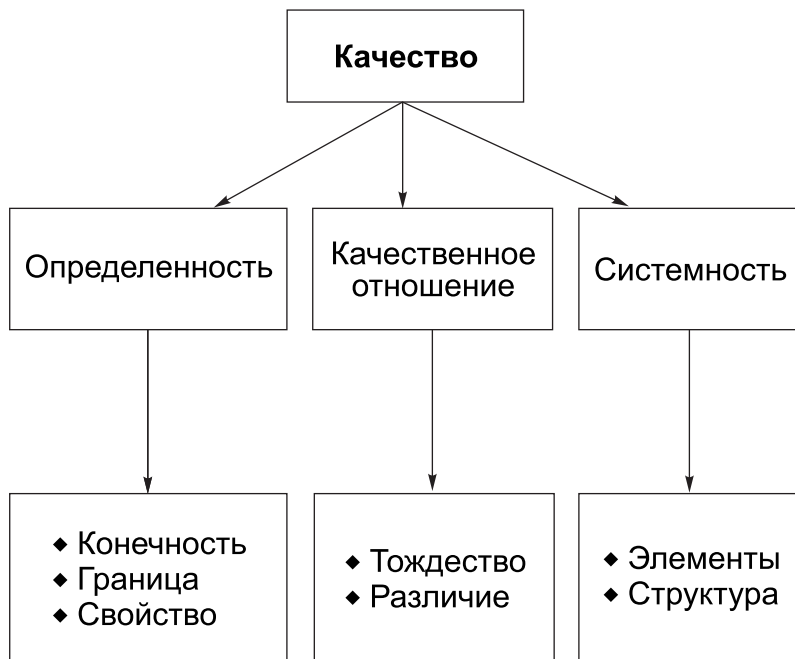 Качество
Определенность
Качественное
отношение
Системность
◆ Конечность
◆ Граница
◆ Свойство
◆ Тождество
◆ Различие
◆ Элементы
◆ Структура